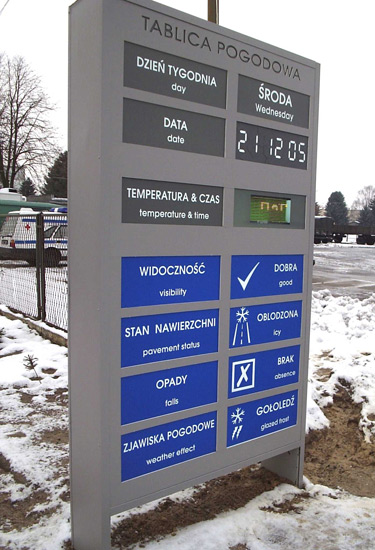 TABLICA POGODOWA
DZIEŃ TYGODNIA
day
ŚRODA
Wednesday
DATA
date
21 12 05
TEMPERATURA & CZAS
temperature & time
WIDOCZNOŚĆ
visibility
DOBRA
good
STAN NAWIERZCHNI
pavement status
OBLODZONA
icy
OPADY
falls
BRAK
absence
ZJAWISKA POGODOWE
weather effect
GOŁOLEDŹ
glazed frost